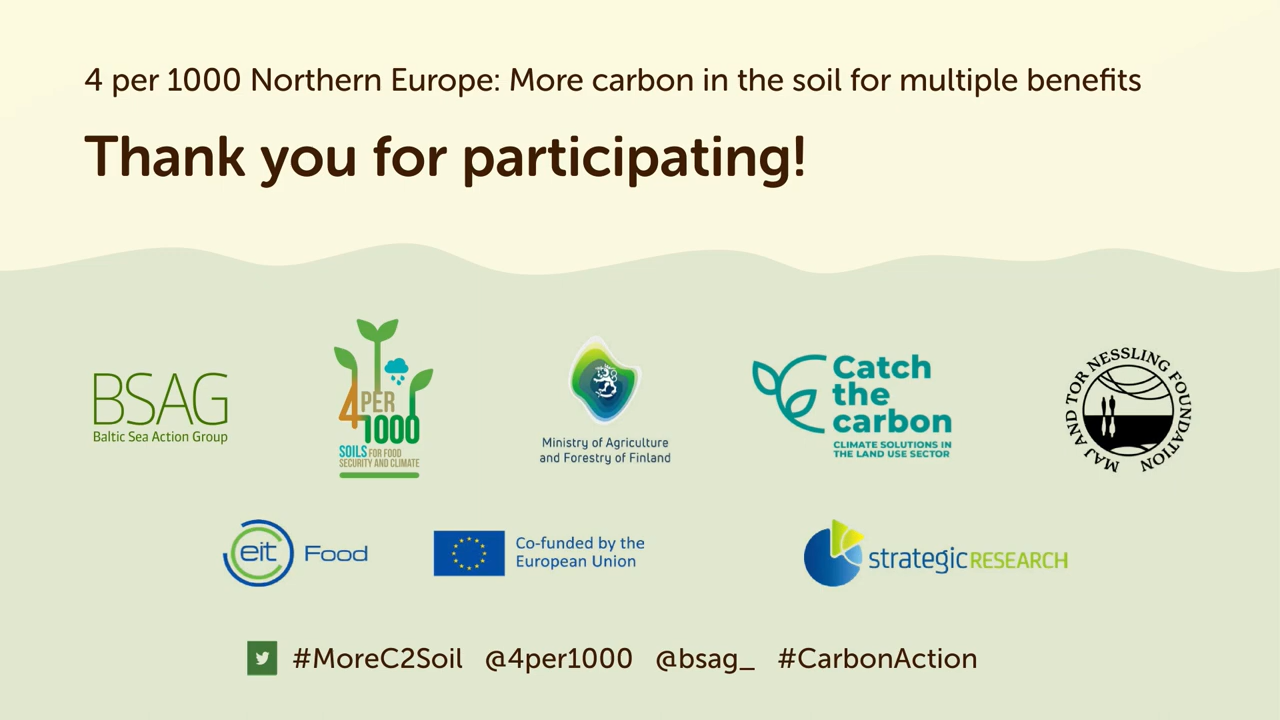 4 per 1000 Northern Europe: More carbon in the soil for multiple benefits
Thank you for participating!
BSAG
Baltic Sea Action Group
4 PER
1000
SOILS FOR FOOD
SECURITY AND CLIMATE
Ministry of Agriculture
and Forestry of Finland
Catch
the
carbon
CLIMATE SOLUTIONS IN
THE LAND USE SECTOR
MAJ AND TOR NESSLING FOUNDATION
eit Food
Co-funded by the
European Union
strategic RESEARCH
#MoreC2Soil @4per1000 @bsag_ #CarbonAction